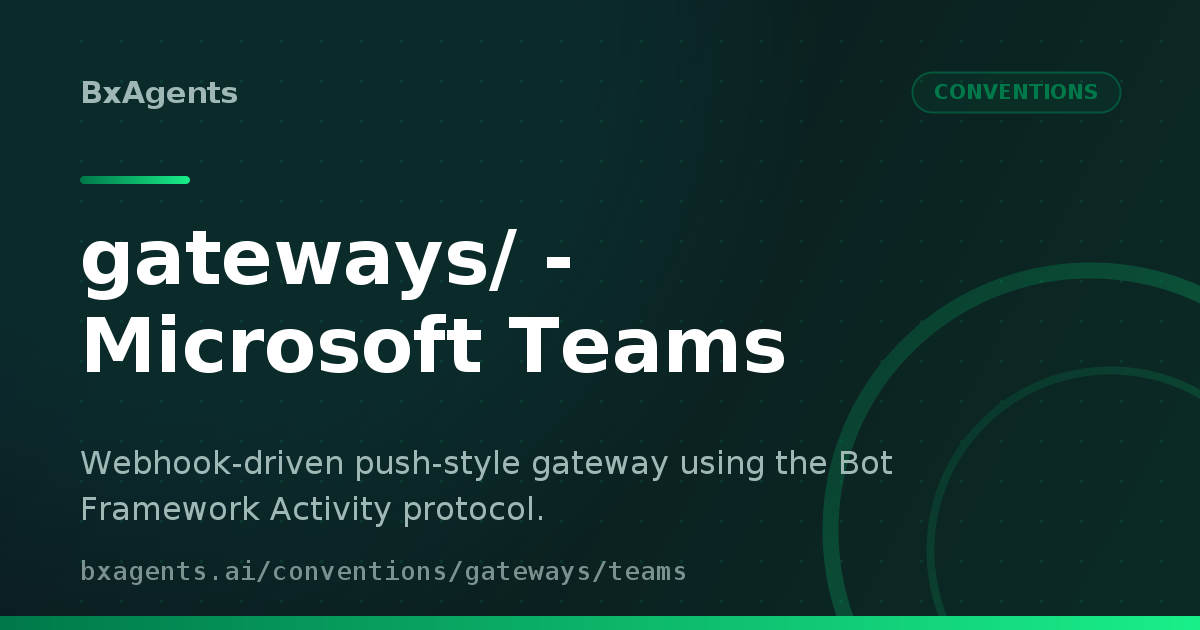 BxAgents
CONVENTIONS
gateways/ -
Microsoft Teams
Webhook-driven push-style gateway using the Bot
Framework Activity protocol.
bxagents.ai/conventions/gateways/teams